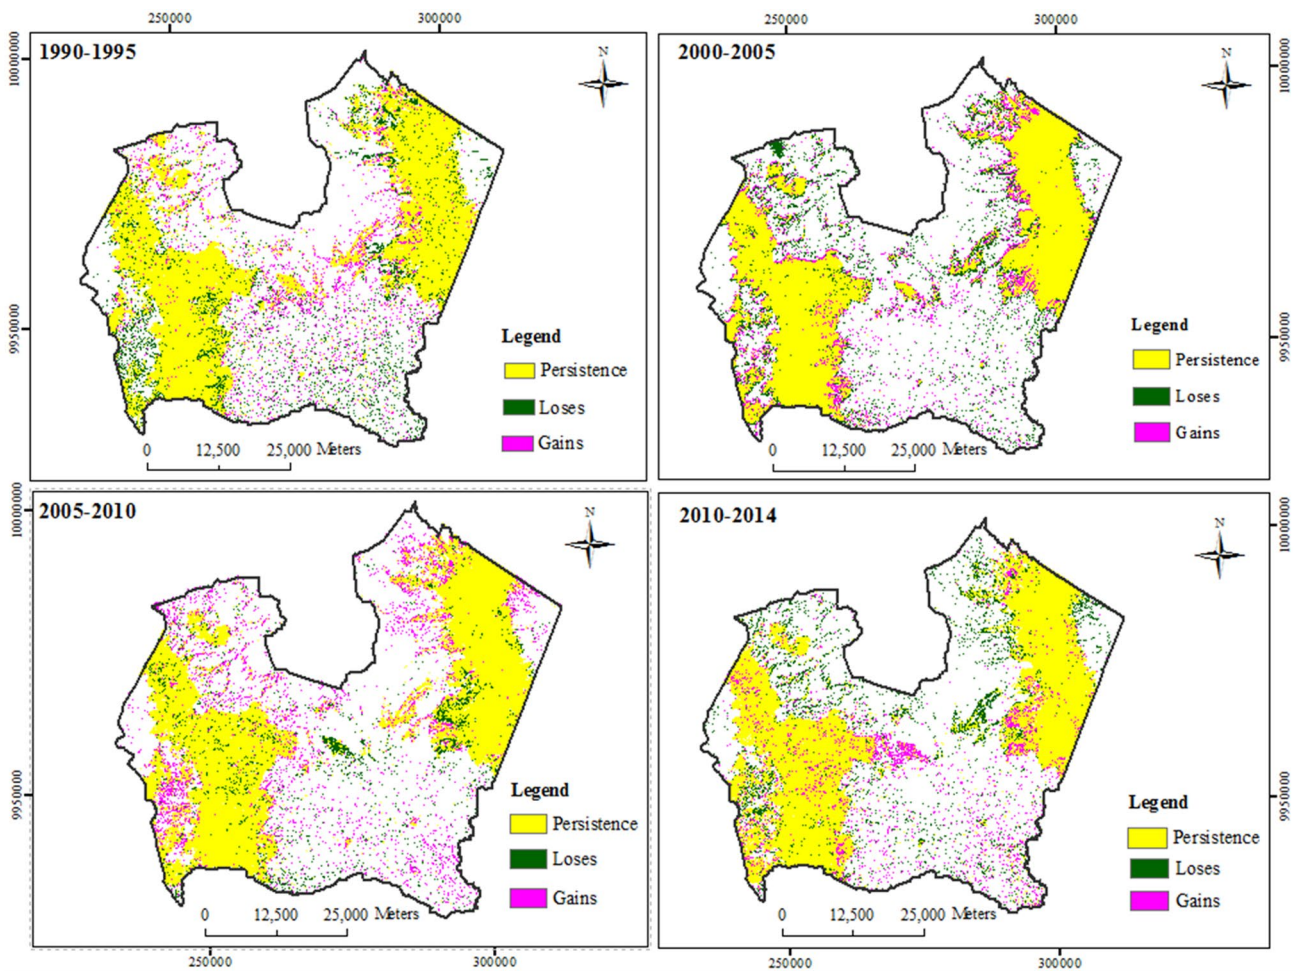 250000 300000
250000 300000
1990-1995
N
10000000
9950000
Legend
Persistence
Loses
Gains
0 12,500 25,000 Meters
2000-2005
N
10000000
9950000
Legend
Persistence
Loses
Gains
0 12,500 25,000 Meters
2005-2010
N
10000000
9950000
Legend
Persistence
Loses
Gains
0 12,500 25,000 Meters
2010-2014
N
10000000
9950000
Legend
Persistence
Loses
Gains
0 12,500 25,000 Meters
250000 300000
250000 300000